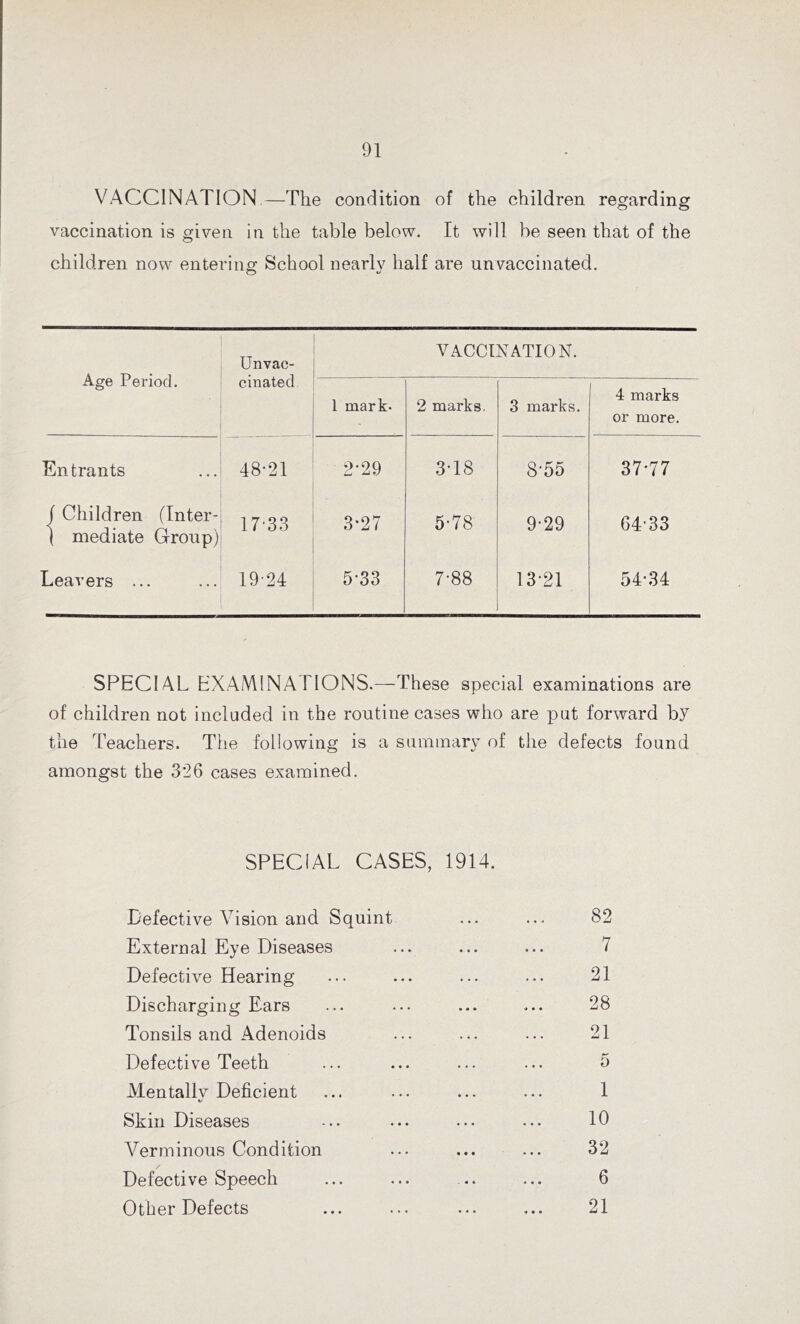 91
VACCINATION.—The condition of the children regarding
vaccination is given in the table below. It will be seen that of the
children now entering School nearly half are unvaccinated.
Age Period. Unvac-cinated VACCINATION.
1 mark. 2 marks. 3 marks. 4 marks or more.
Entrants ... 48·21 2·29 3·18 8·55 37·77
Children (Inter-
mediate Group) 17·33 3·27 5·78 9·29 64·33
Leavers ... ... 19·24 5·33 7·88 13·21 54·34
SPECIAL EXAMINATIONS.—These special examinations are
of children not included in the routine cases who are put forward by
the Teachers. The following is a summary of the defects found
amongst the 326 cases examined.
SPECIAL CASES, 1914.
Defective Vision and Squint ... ... 82
External Eye Diseases ... ... ... 7
Defective Hearing ... ... ... ... 21
Discharging Ears ... ... ... ... 28
Tonsils and Adenoids ... ... ... 21
Defective Teeth ... ... ... ... 5
Mentally Deficient ... ... ... ... 1
Skin Diseases ... ... ... ... 10
Verminous Condition ... ... ... 32
Defective Speech ... ... ... ... 6
Other Defects ... ... ... ... 21